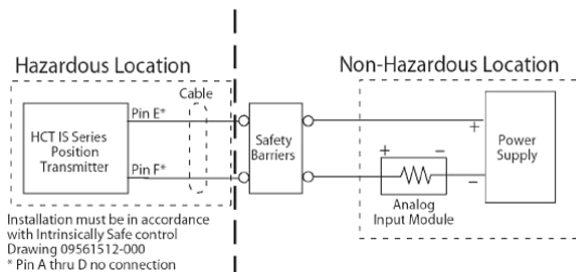 Hazardous Location
Non-Hazardous Location
Cable
Pin E*
HCT IS Series
Position
Transmitter
Pin F*
Safety
Barriers
+
Power
Supply
+ −
−
Analog
Input Module
Installation must be in accordance
with Intrinsically Safe control
Drawing 09561512-000
* Pin A thru D no connection